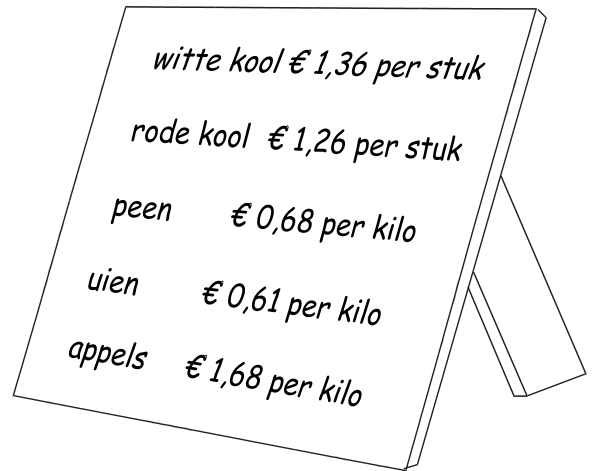 witte kool € 1,36 per stuk
rode kool € 1,26 per stuk
peen € 0,68 per kilo
uien € 0,61 per kilo
appels € 1,68 per kilo